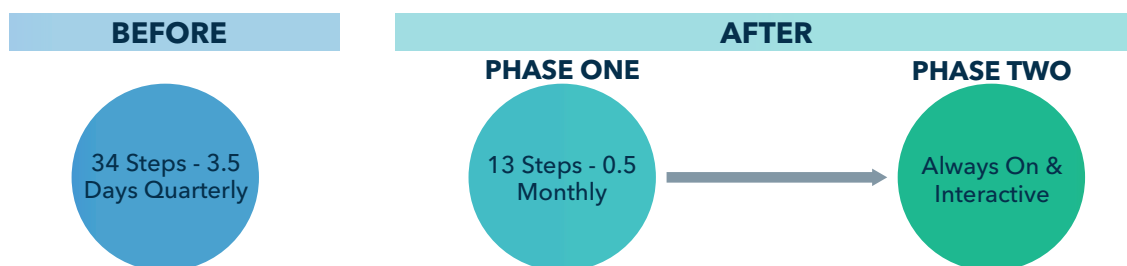 BEFORE
AFTER
PHASE ONE
PHASE TWO
34 Steps - 3.5
Days Quarterly
13 Steps - 0.5
Monthly
Always On &
Interactive